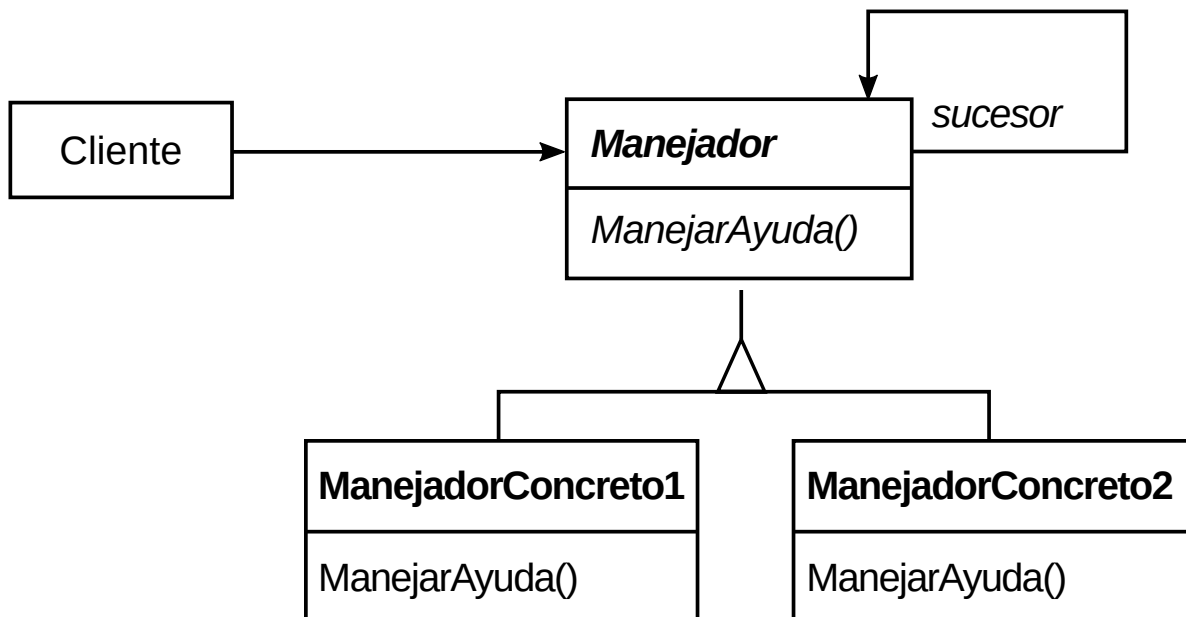 Cliente
Manejador
sucesor
ManejarAyuda()
ManejadorConcreto1
ManejarAyuda()
ManejadorConcreto2
ManejarAyuda()